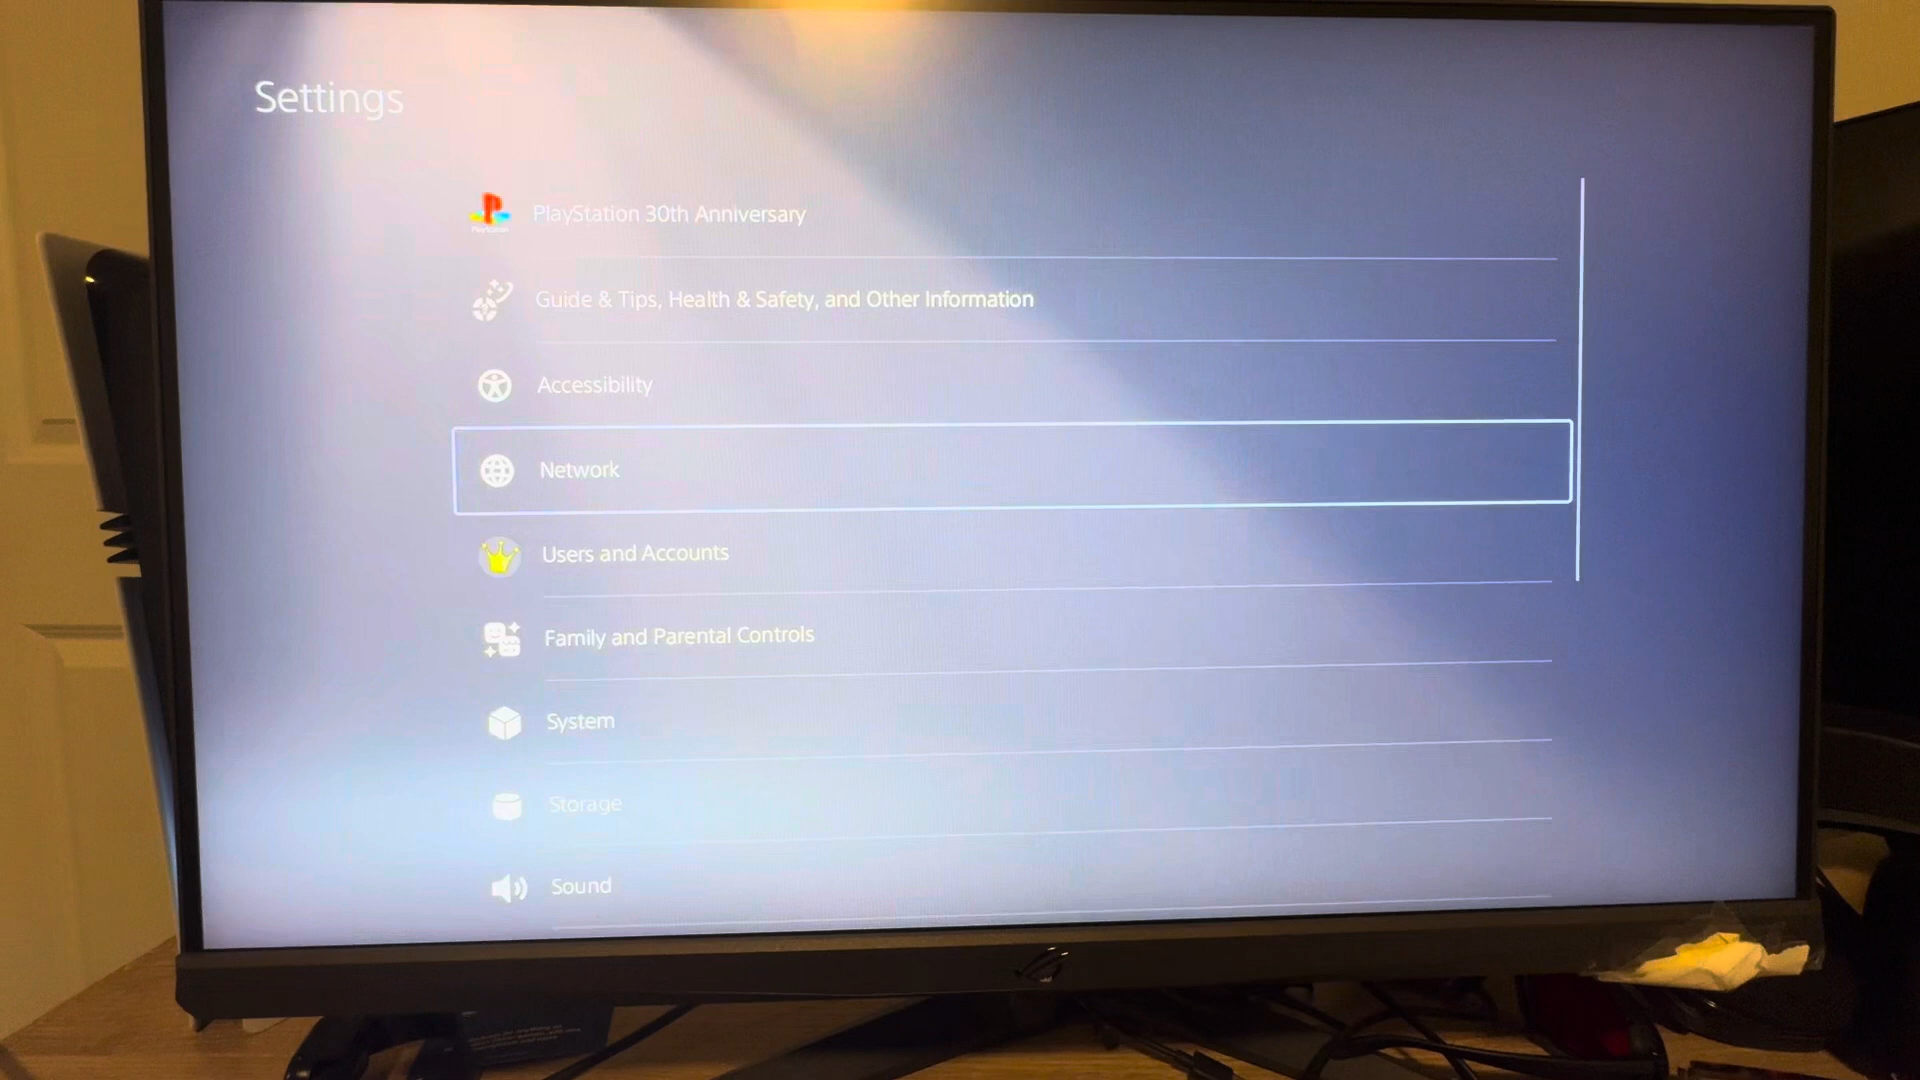 Settings
PlayStation 30th Anniversary
Guide & Tips, Health & Safety, and Other Information
Accessibility
Network
Users and Accounts
Family and Parental Controls
System
Storage
Sound